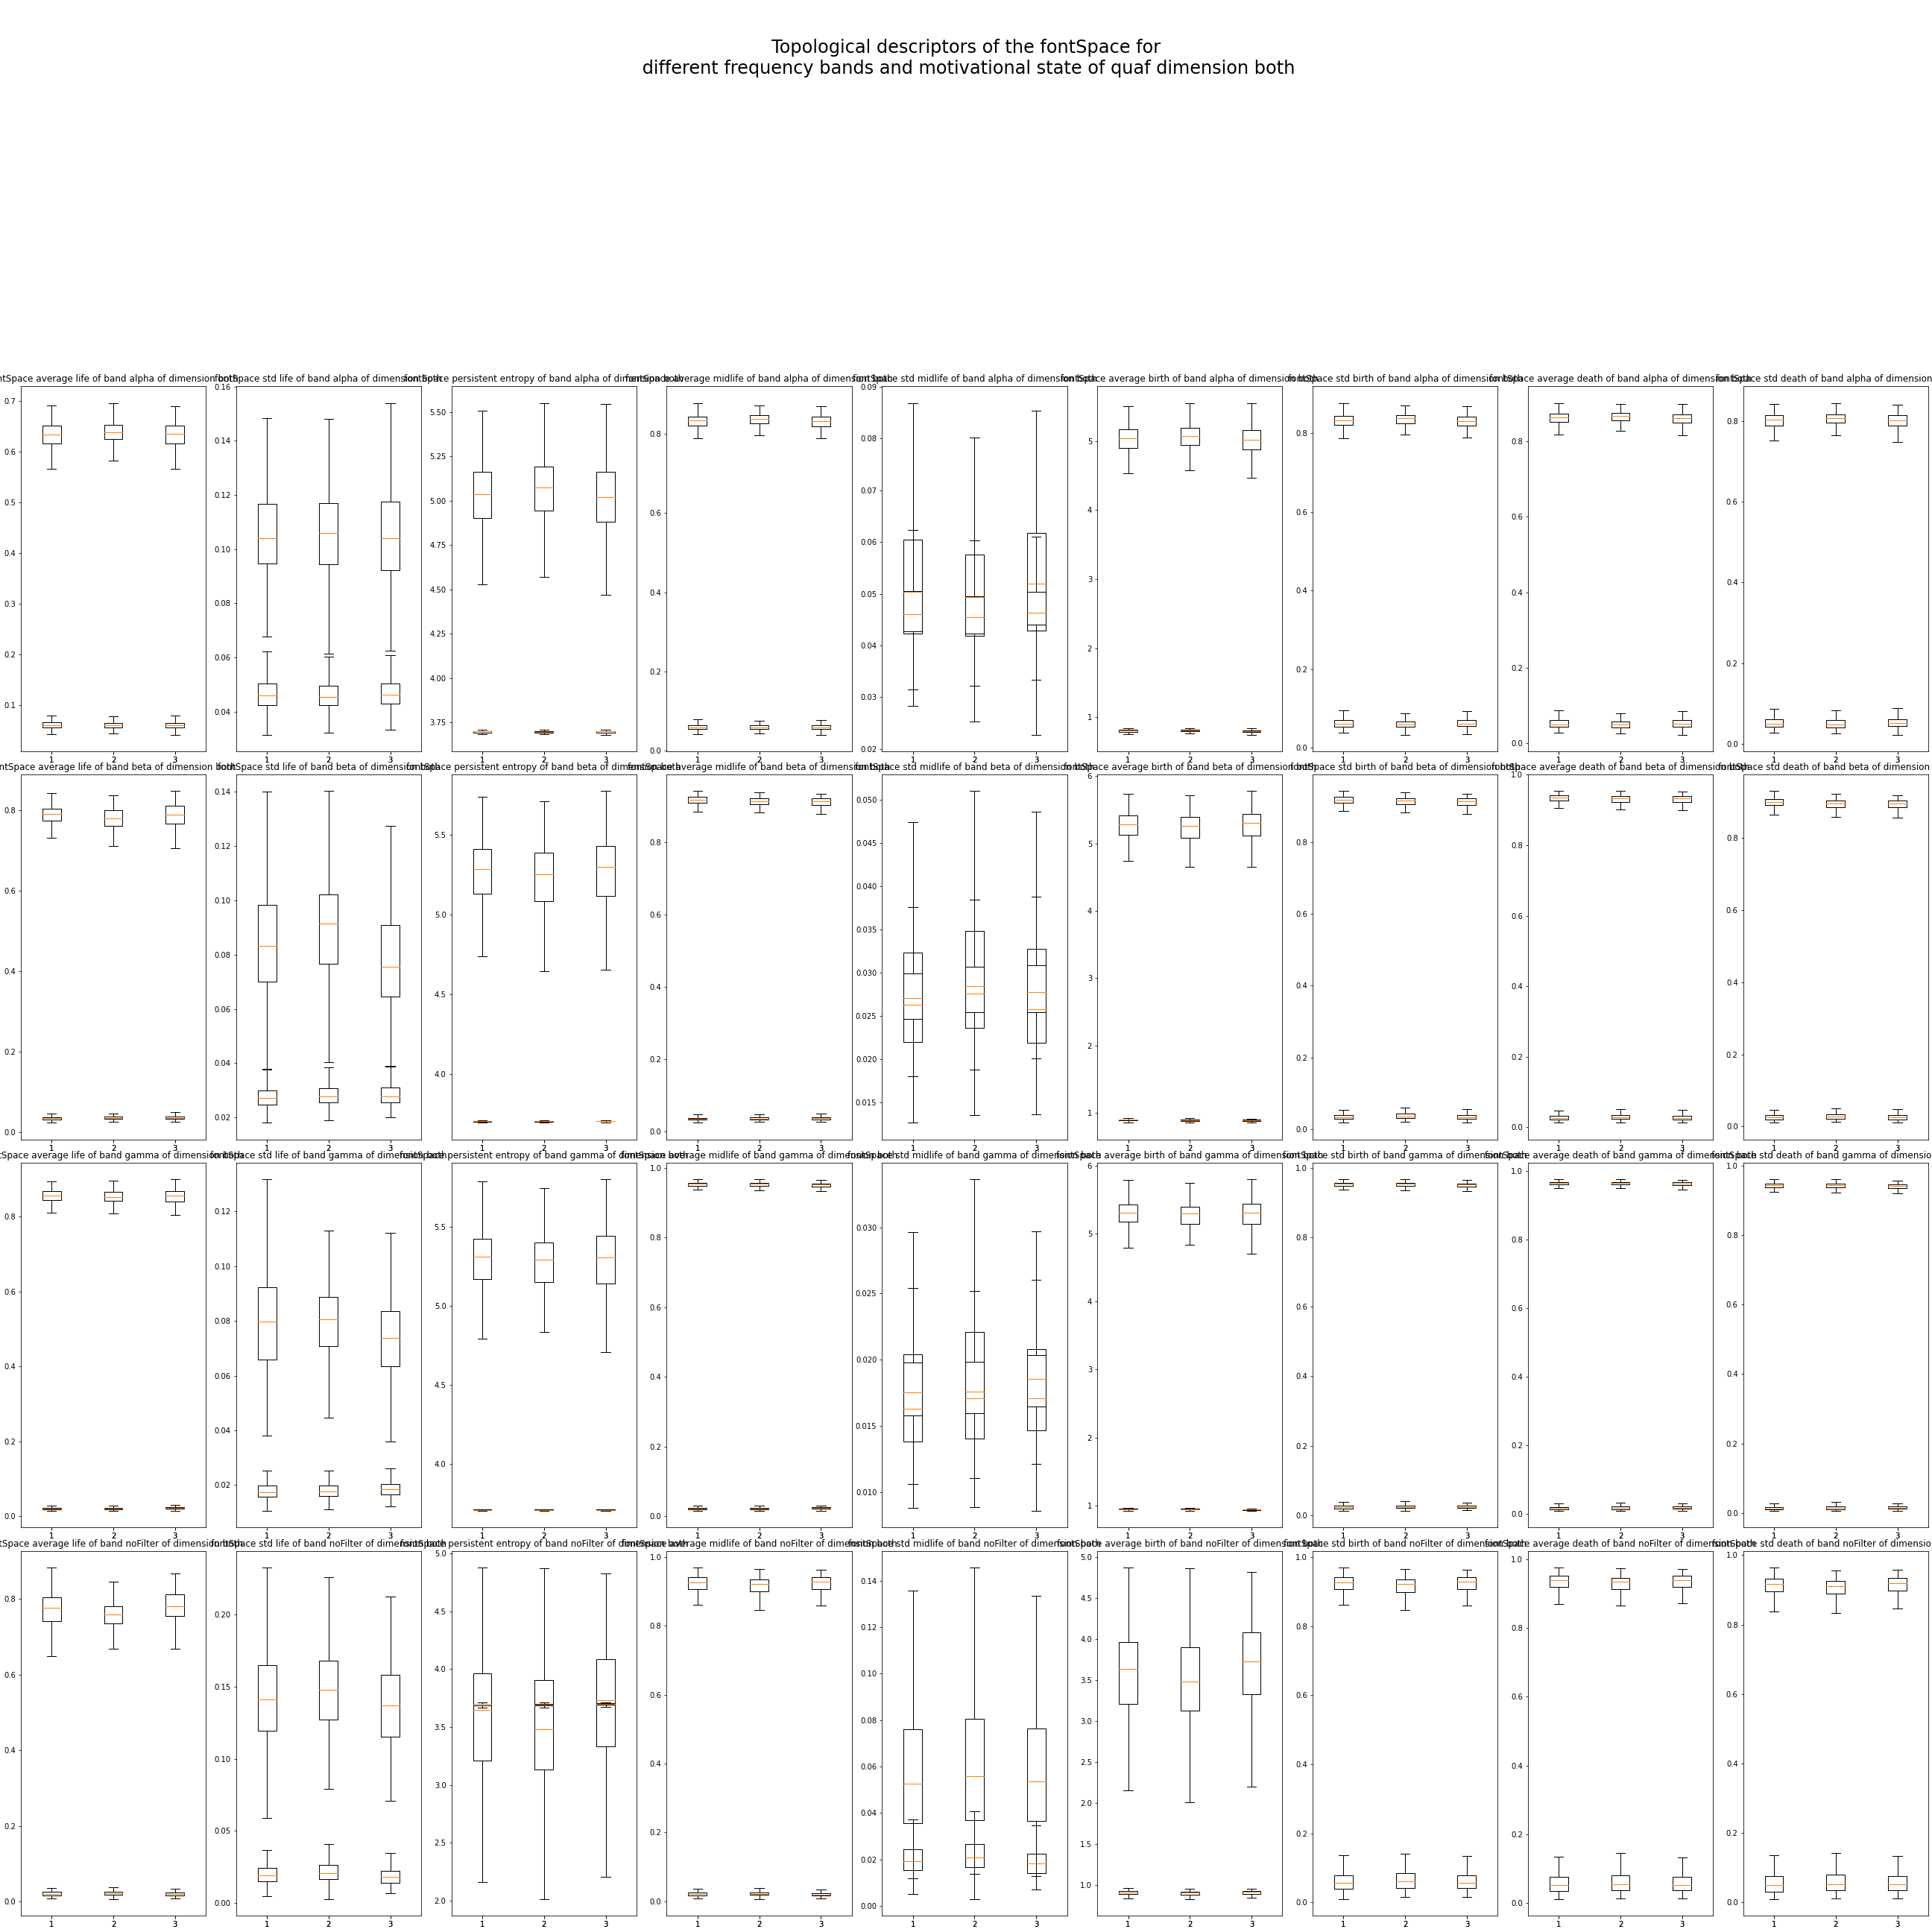 Topological descriptors of the fontSpace for
different frequency bands and motivational state of quaf dimension both
ntSpace average life of band alpha of dimension both
fontSpace std life of band alpha of dimension both
fontSpace persistent entropy of band alpha of dimension both
fontSpace average midlife of band alpha of dimension both
fontSpace std midlife of band alpha of dimension both
fontSpace average birth of band alpha of dimension both
fontSpace std birth of band alpha of dimension both
fontSpace average death of band alpha of dimension both
fontSpace std death of band alpha of dimension
0.7 0.6 0.5 0.4 0.3 0.2 0.1
0.16 0.14 0.12 0.10 0.08 0.06 0.04
5.50 5.25 5.00 4.75 4.50 4.25 4.00 3.75
0.8 0.6 0.4 0.2 0.0
0.09 0.08 0.07 0.06 0.05 0.04 0.03 0.02
5 4 3 2 1
0.8 0.6 0.4 0.2 0.0
0.8 0.6 0.4 0.2 0.0
0.8 0.6 0.4 0.2 0.0
1 2 3 1 2 3 1 2 3 1 2 3 1 2 3 1 2 3 1 2 3 1 2 3 1 2 3
ntSpace average life of band beta of dimension both
fontSpace std life of band beta of dimension both
fontSpace persistent entropy of band beta of dimension both
fontSpace average midlife of band beta of dimension both
fontSpace std midlife of band beta of dimension both
fontSpace average birth of band beta of dimension both
fontSpace std birth of band beta of dimension both
fontSpace average death of band beta of dimension both
fontSpace std death of band beta of dimension
0.8 0.6 0.4 0.2 0.0
0.14 0.12 0.10 0.08 0.06 0.04 0.02
5.5 5.0 4.5 4.0
0.8 0.6 0.4 0.2 0.0
0.050 0.045 0.040 0.035 0.030 0.025 0.020 0.015
6 5 4 3 2 1
0.8 0.6 0.4 0.2 0.0
1.0 0.8 0.6 0.4 0.2 0.0
0.8 0.6 0.4 0.2 0.0
1 2 3 1 2 3 1 2 3 1 2 3 1 2 3 1 2 3 1 2 3 1 2 3 1 2 3
tSpace average life of band gamma of dimension both
fontSpace std life of band gamma of dimension both
fontSpace persistent entropy of band gamma of dimension both
fontSpace average midlife of band gamma of dimension both
fontSpace std midlife of band gamma of dimension both
fontSpace average birth of band gamma of dimension both
fontSpace std birth of band gamma of dimension both
fontSpace average death of band gamma of dimension both
fontSpace std death of band gamma of dimension
0.8 0.6 0.4 0.2 0.0
0.12 0.10 0.08 0.06 0.04 0.02
5.5 5.0 4.5 4.0
1.0 0.8 0.6 0.4 0.2 0.0
0.030 0.025 0.020 0.015 0.010
6 5 4 3 2 1
1.0 0.8 0.6 0.4 0.2 0.0
1.0 0.8 0.6 0.4 0.2 0.0
1.0 0.8 0.6 0.4 0.2 0.0
1 2 3 1 2 3 1 2 3 1 2 3 1 2 3 1 2 3 1 2 3 1 2 3 1 2 3
tSpace average life of band noFilter of dimension both
fontSpace std life of band noFilter of dimension both
fontSpace persistent entropy of band noFilter of dimension both
fontSpace average midlife of band noFilter of dimension both
fontSpace std midlife of band noFilter of dimension both
fontSpace average birth of band noFilter of dimension both
fontSpace std birth of band noFilter of dimension both
fontSpace average death of band noFilter of dimension both
fontSpace std death of band noFilter of dimensio
0.8 0.6 0.4 0.2 0.0
0.20 0.15 0.10 0.05 0.00
5.0 4.5 4.0 3.5 3.0 2.5 2.0
1.0 0.8 0.6 0.4 0.2 0.0
0.14 0.12 0.10 0.08 0.06 0.04 0.02 0.00
5.0 4.5 4.0 3.5 3.0 2.5 2.0 1.5 1.0
1.0 0.8 0.6 0.4 0.2 0.0
1.0 0.8 0.6 0.4 0.2 0.0
1.0 0.8 0.6 0.4 0.2 0.0
1 2 3 1 2 3 1 2 3 1 2 3 1 2 3 1 2 3 1 2 3 1 2 3 1 2 3